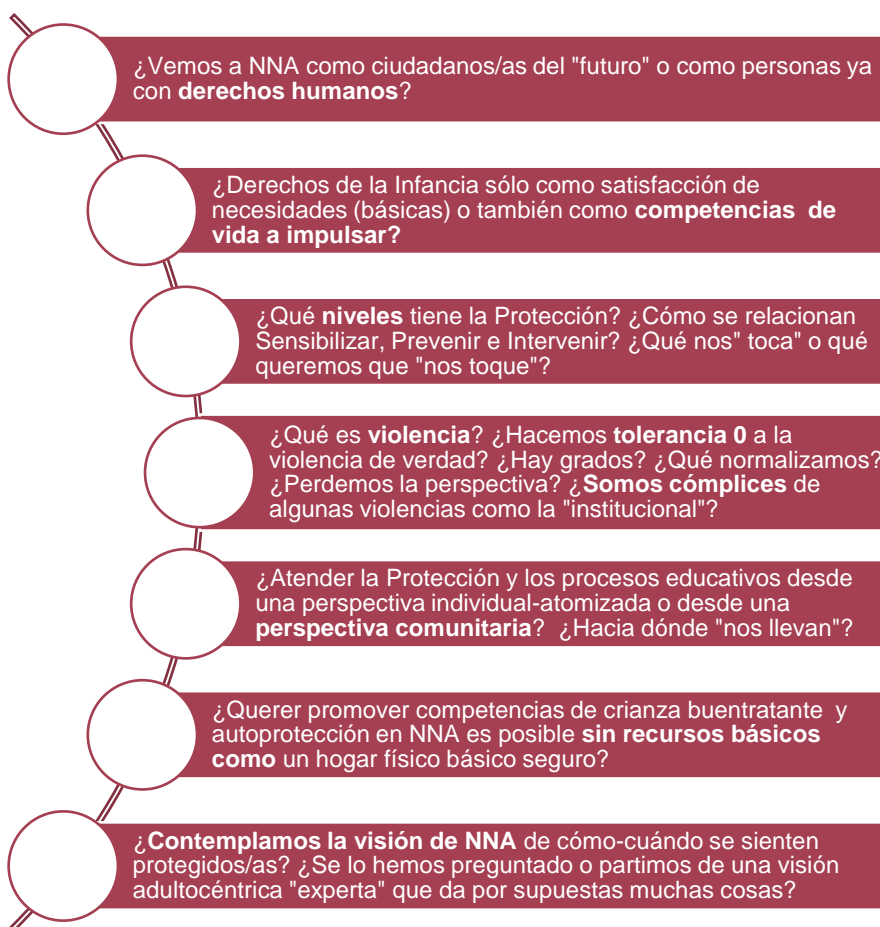 ¿Vemos a NNA como ciudadanos/as del "futuro" o como personas ya
con derechos humanos?
¿Derechos de la Infancia sólo como satisfacción de
necesidades (básicas) o también como competencias de
vida a impulsar?
¿Qué niveles tiene la Protección? ¿Cómo se relacionan
Sensibilizar, Prevenir e Intervenir? ¿Qué nos" toca" o qué
queremos que "nos toque"?
¿Qué es violencia? ¿Hacemos tolerancia 0 a la
violencia de verdad? ¿Hay grados? ¿Qué normalizamos?
¿Perdemos la perspectiva? ¿Somos cómplices de
algunas violencias como la "institucional"?
¿Atender la Protección y los procesos educativos desde
una perspectiva individual-atomizada o desde una
perspectiva comunitaria? ¿Hacia dónde "nos llevan"?
¿Querer promover competencias de crianza buentratante y
autoprotección en NNA es posible sin recursos básicos
como un hogar físico básico seguro?
¿Contemplamos la visión de NNA de cómo-cuándo se sienten
protegidos/as? ¿Se lo hemos preguntado o partimos de una visión
adultocéntrica "experta" que da por supuestas muchas cosas?